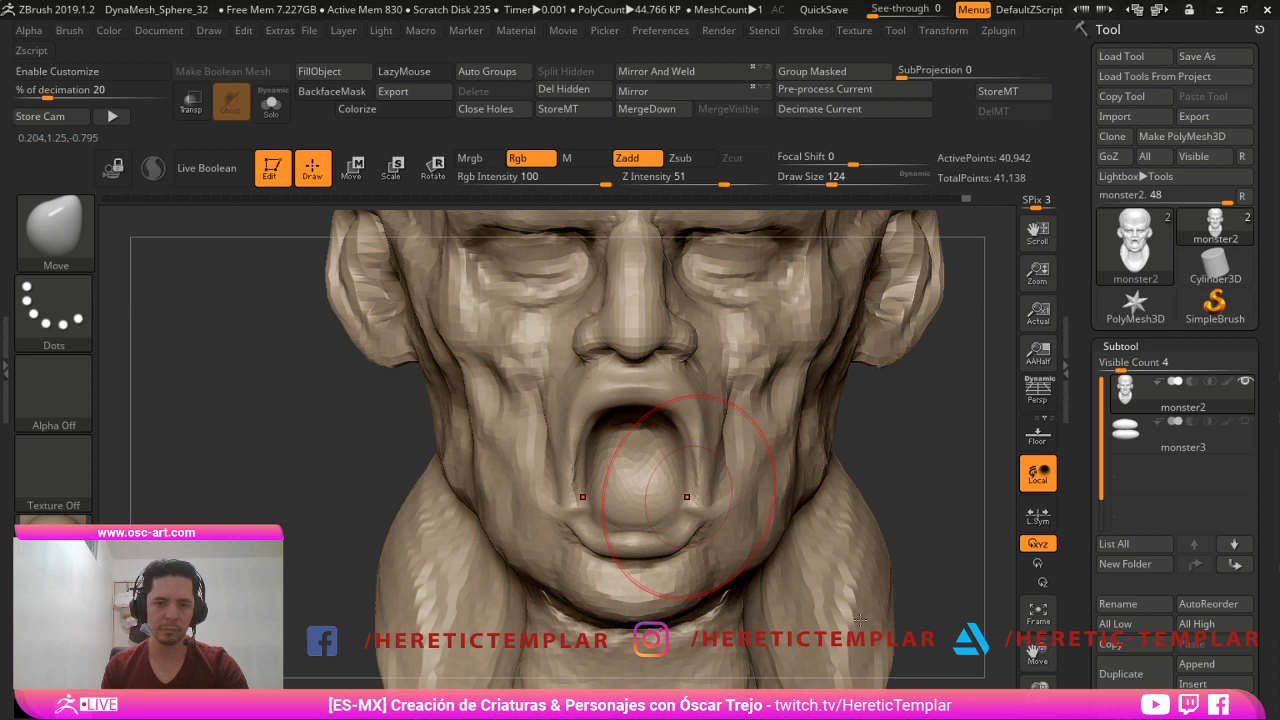 ZBrush 2019.1.2 DynaMesh_Sphere_32 • Free Mem 7.227GB • Active Mem 830 • Scratch Disk 235 • Timer▶0.001 • PolyCount▶44.766 KP • MeshCount▶1 AC QuickSave See-through 0 Menus DefaultZScript
Alpha Brush Color Document Draw Edit Extras File Layer Light Macro Marker Material Movie Picker Preferences Render Stencil Stroke Texture Tool Transform Zplugin
Zscript
Enable Customize Make Boolean Mesh FillObject LazyMouse Auto Groups Split Hidden Mirror And Weld Group Masked SubProjection 0
% of decimation 20 Transp Ghost Dynamic Solo BackfaceMask Export Delete Del Hidden Mirror Pre-process Current StoreMT
Store Cam Colorize Close Holes StoreMT MergeDown MergeVisible Decimate Current DelMT
0.204,1.25,-0.795
Live Boolean Edit Draw Move Scale Rotate Mrgb Rgb M Zadd Zsub Zcut Focal Shift 0 ActivePoints: 40,942
Rgb Intensity 100 Z Intensity 51 Draw Size 124 Dynamic TotalPoints: 41,138
Move
Dots
Alpha Off
Texture Off
SPix 3
Scroll
Zoom
Actual
AAHalf
Dynamic
Persp
Floor
Local
L.Sym
XYZ
Frame
Move
Tool
Load Tool Save As
Load Tools From Project
Copy Tool Paste Tool
Import Export
Clone Make PolyMesh3D
GoZ All Visible R
Lightbox▶Tools
monster2. 48 R
2 2
monster2
monster2 Cylinder3D
PolyMesh3D SimpleBrush
Subtool
Visible Count 4
monster2
monster3
List All
New Folder
Rename AutoReorder
All Low All High
Copy Paste
Duplicate Append
Insert
www.osc-art.com
/HERETICTEMPLAR /HERETICTEMPLAR /HERETIC-TEMPLAR
LIVE [ES-MX] Creación de Criaturas & Personajes con Óscar Trejo - twitch.tv/HereticTemplar